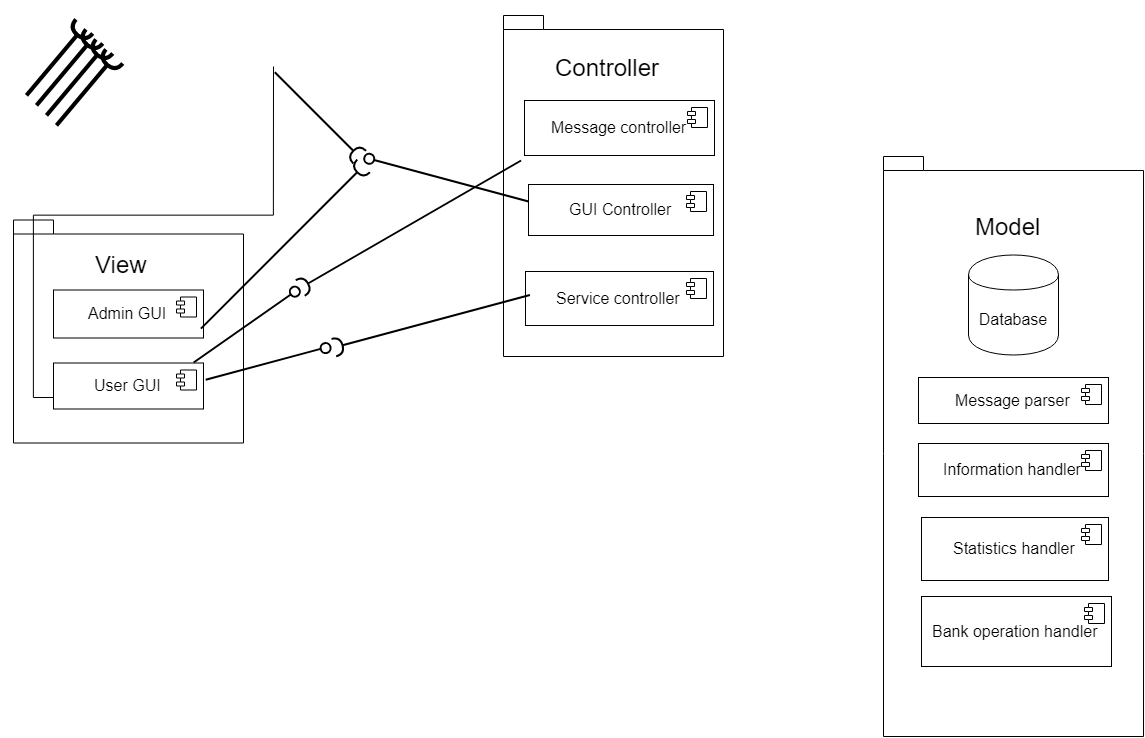 Controller
Message controller
GUI Controller
Service controller
View
Admin GUI
User GUI
Model
Database
Message parser
Information handler
Statistics handler
Bank operation handler